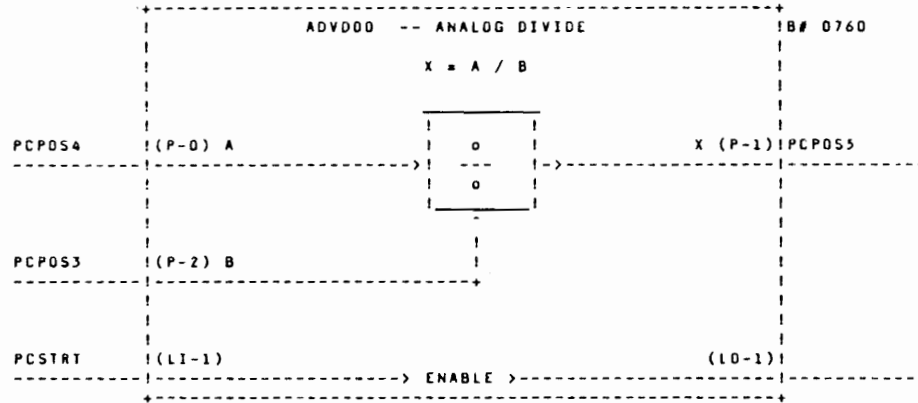 ADVD00 -- ANALOG DIVIDE B# 0760
X = A / B
PCPOS4 (P-0) A X (P-1) PCPOS5
PCPOS3 (P-2) B
PCSTRT (LI-1) (LO-1)
ENABLE